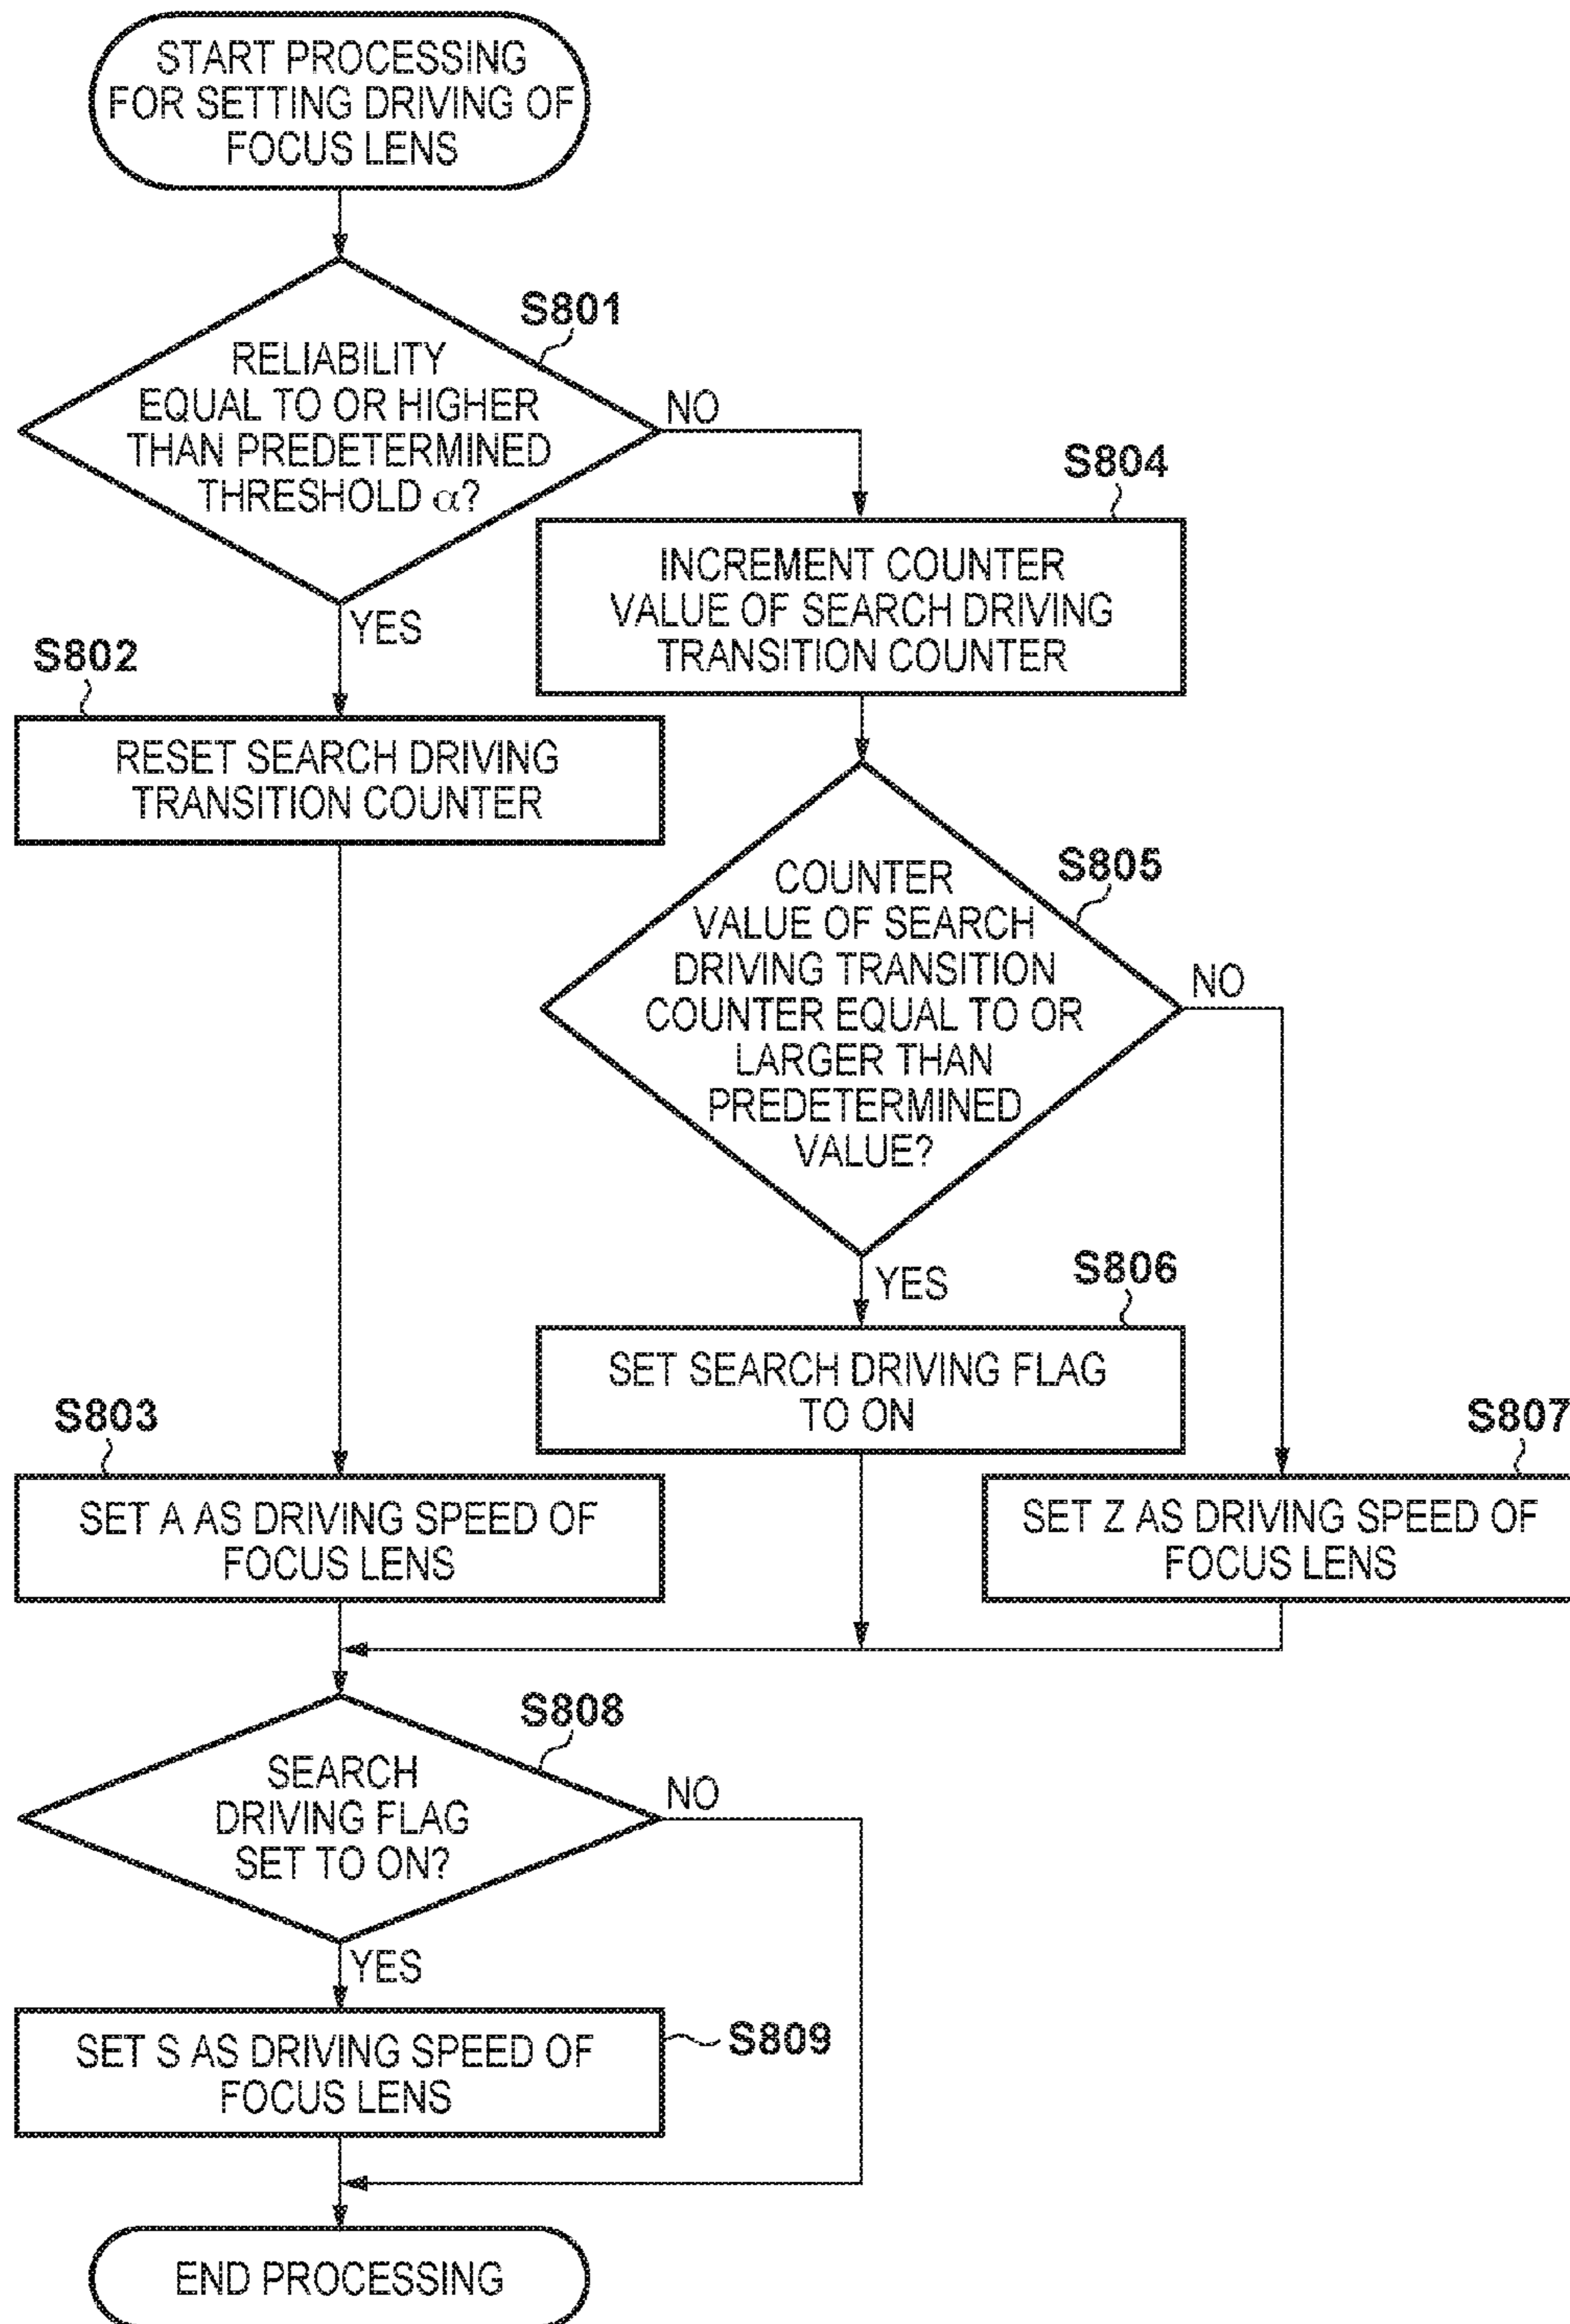 START PROCESSING
FOR SETTING DRIVING OF
FOCUS LENS
S801
RELIABILITY
EQUAL TO OR HIGHER
THAN PREDETERMINED
THRESHOLD α?
NO
YES
S802
RESET SEARCH DRIVING
TRANSITION COUNTER
S804
INCREMENT COUNTER
VALUE OF SEARCH DRIVING
TRANSITION COUNTER
S805
COUNTER
VALUE OF SEARCH
DRIVING TRANSITION
COUNTER EQUAL TO OR
LARGER THAN
PREDETERMINED
VALUE?
NO
YES
S806
SET SEARCH DRIVING FLAG
TO ON
S803
SET A AS DRIVING SPEED OF
FOCUS LENS
S807
SET Z AS DRIVING SPEED OF
FOCUS LENS
S808
SEARCH
DRIVING FLAG
SET TO ON?
NO
YES
SET S AS DRIVING SPEED OF
FOCUS LENS
S809
END PROCESSING